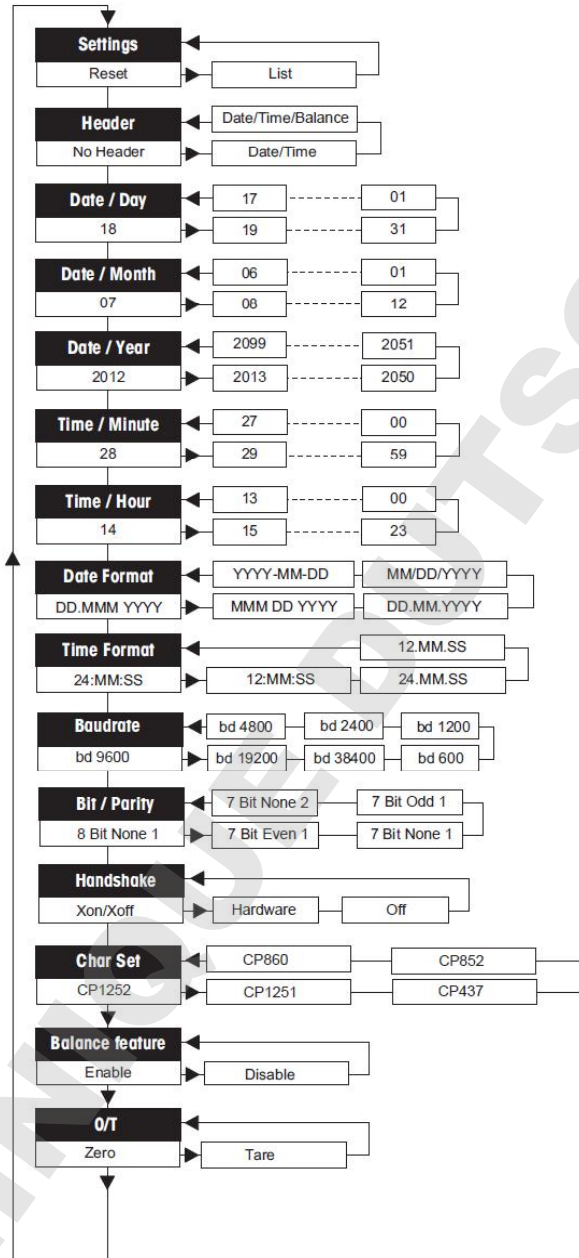 Settings
Reset List
Header Date/Time/Balance
No Header Date/Time
Date / Day 17 01
18 19 31
Date / Month 06 01
07 08 12
Date / Year 2099 2051
2012 2013 2050
Time / Minute 27 00
28 29 59
Time / Hour 13 00
14 15 23
Date Format YYYY-MM-DD MM/DD/YYYY
DD.MMM YYYY MMM DD YYYY DD.MM.YYYY
Time Format 12.MM.SS
24:MM:SS 12:MM:SS 24.MM.SS
Baudrate bd 4800 bd 2400 bd 1200
bd 9600 bd 19200 bd 38400 bd 600
Bit / Parity 7 Bit None 2 7 Bit Odd 1
8 Bit None 1 7 Bit Even 1 7 Bit None 1
Handshake
Xon/Xoff Hardware Off
Char Set CP860 CP852
CP1252 CP1251 CP437
Balance feature
Enable Disable
0/T
Zero Tare